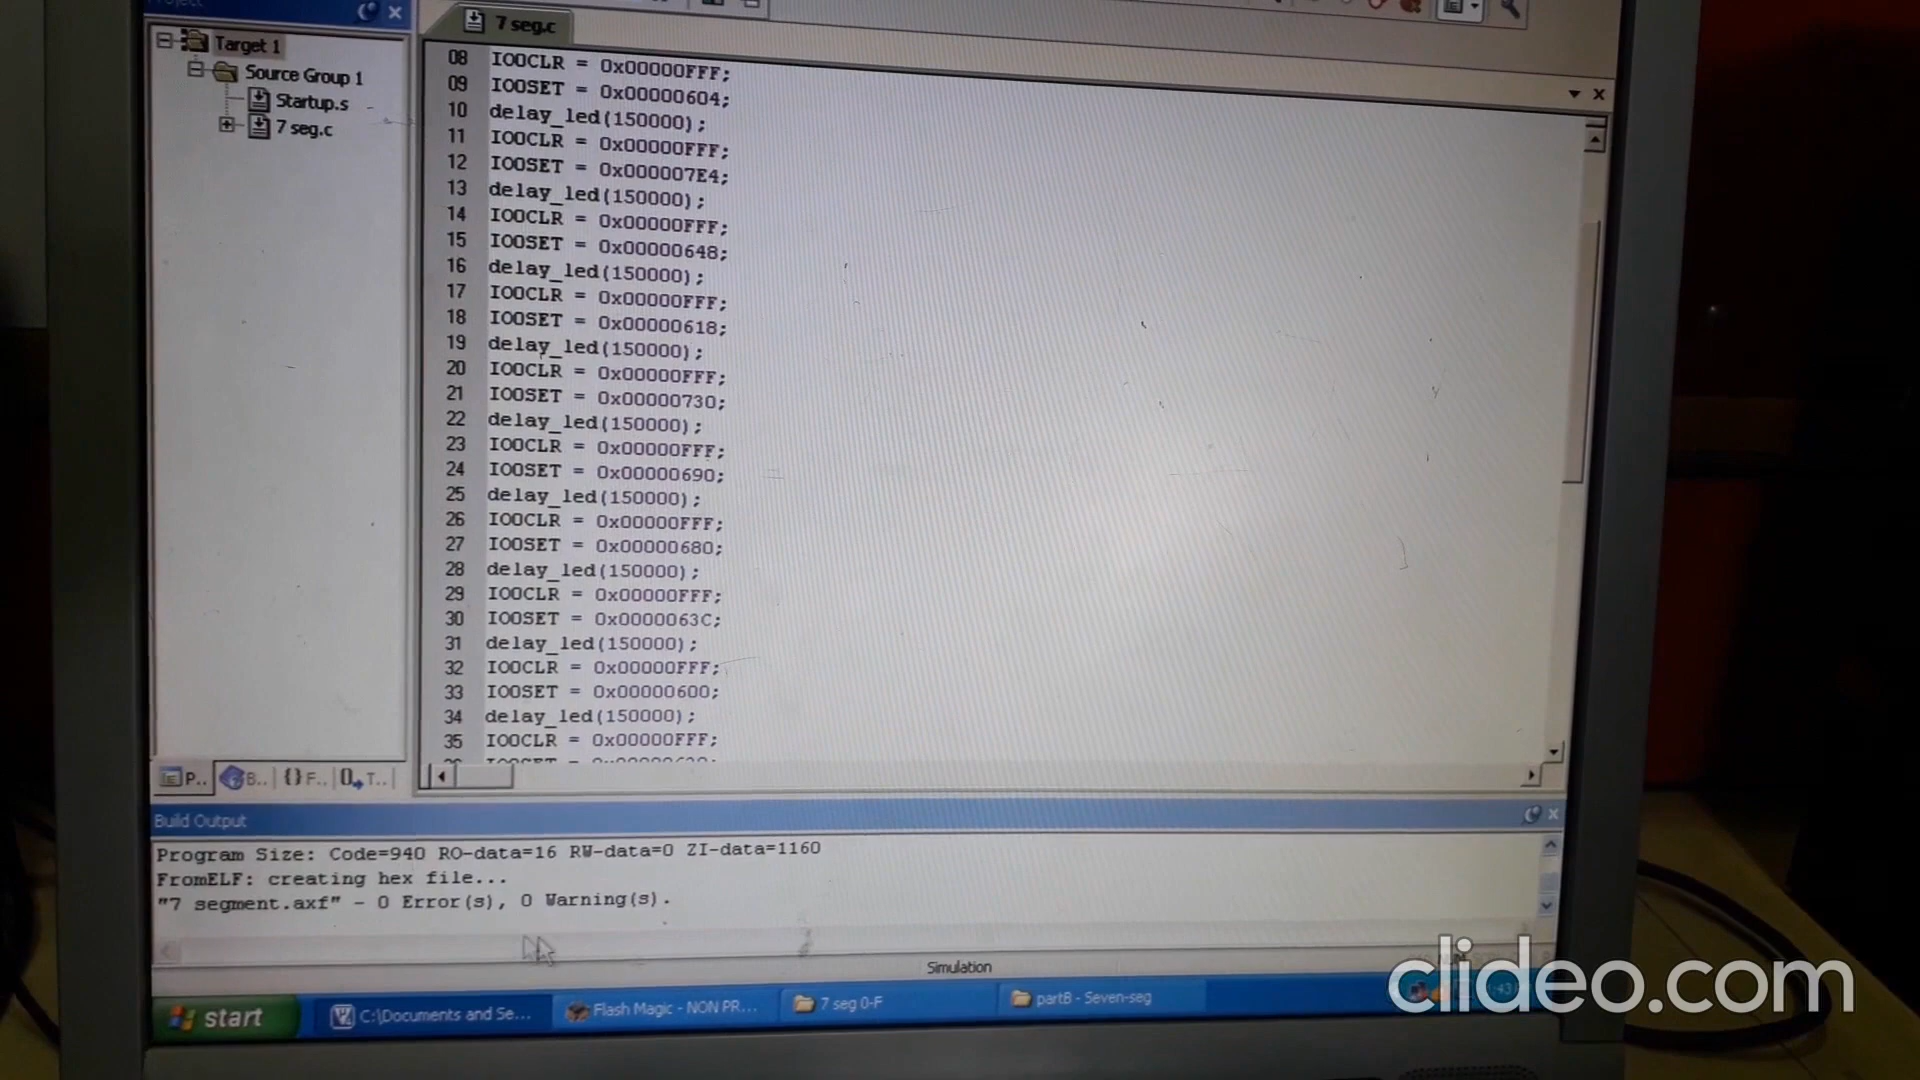 7 seg.c
Target 1
Source Group 1
Startup.s
7 seg.c
08 IO0CLR = 0x00000FFF;
09 IO0SET = 0x00000604;
10 delay_led(150000);
11 IO0CLR = 0x00000FFF;
12 IO0SET = 0x000007E4;
13 delay_led(150000);
14 IO0CLR = 0x00000FFF;
15 IO0SET = 0x00000648;
16 delay_led(150000);
17 IO0CLR = 0x00000FFF;
18 IO0SET = 0x00000618;
19 delay_led(150000);
20 IO0CLR = 0x00000FFF;
21 IO0SET = 0x00000730;
22 delay_led(150000);
23 IO0CLR = 0x00000FFF;
24 IO0SET = 0x00000690;
25 delay_led(150000);
26 IO0CLR = 0x00000FFF;
27 IO0SET = 0x00000680;
28 delay_led(150000);
29 IO0CLR = 0x00000FFF;
30 IO0SET = 0x0000063C;
31 delay_led(150000);
32 IO0CLR = 0x00000FFF;
33 IO0SET = 0x00000600;
34 delay_led(150000);
35 IO0CLR = 0x00000FFF;
P.. B.. {} F.. 0 T..
Build Output
Program Size: Code=940 RO-data=16 RW-data=0 ZI-data=1160
FromELF: creating hex file...
"7 segment.axf" - 0 Error(s), 0 Warning(s).
Simulation
start
C:\Documents and Se...
Flash Magic - NON PR...
7 seg 0-F
partB - Seven-seg
clideo.com